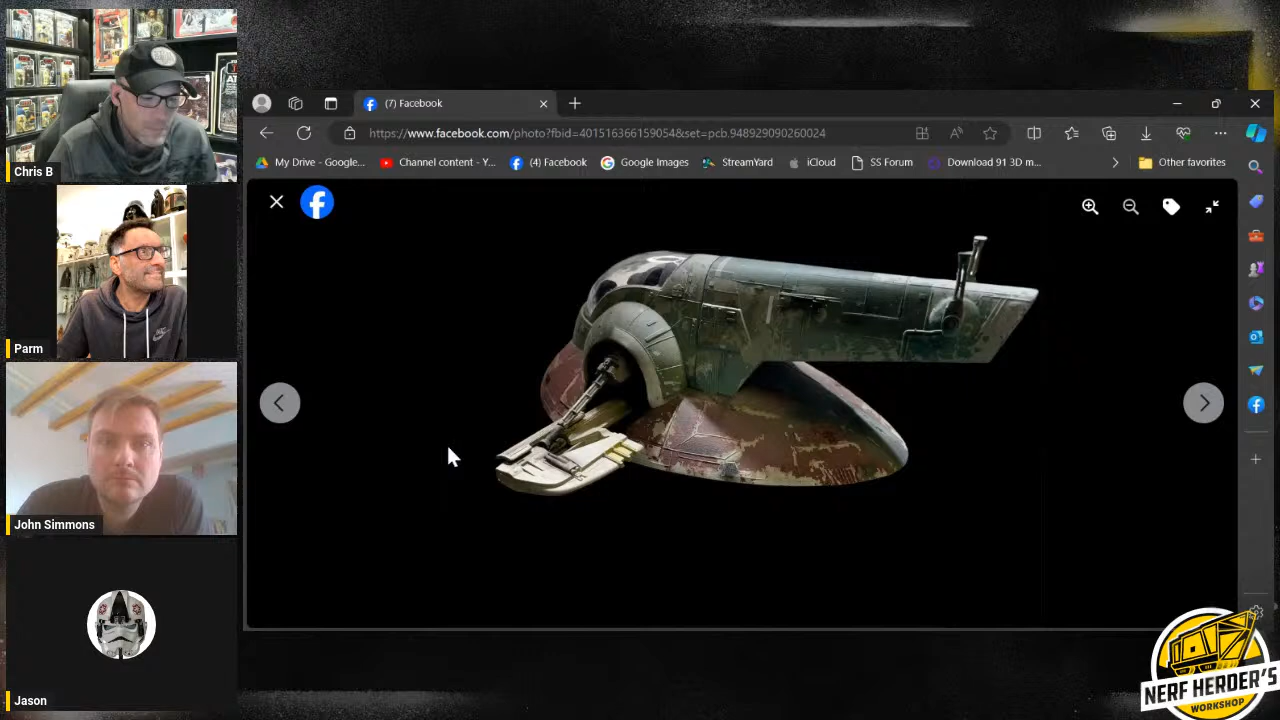 Chris B
Parm
John Simmons
Jason
(7) Facebook
https://www.facebook.com/photo?fbid=401516366159054&set=pcb.948929090260024
My Drive - Google...
Channel content - Y...
(4) Facebook
Google Images
StreamYard
iCloud
SS Forum
Download 91 3D m...
Other favorites
NERF HERDER'S
WORKSHOP